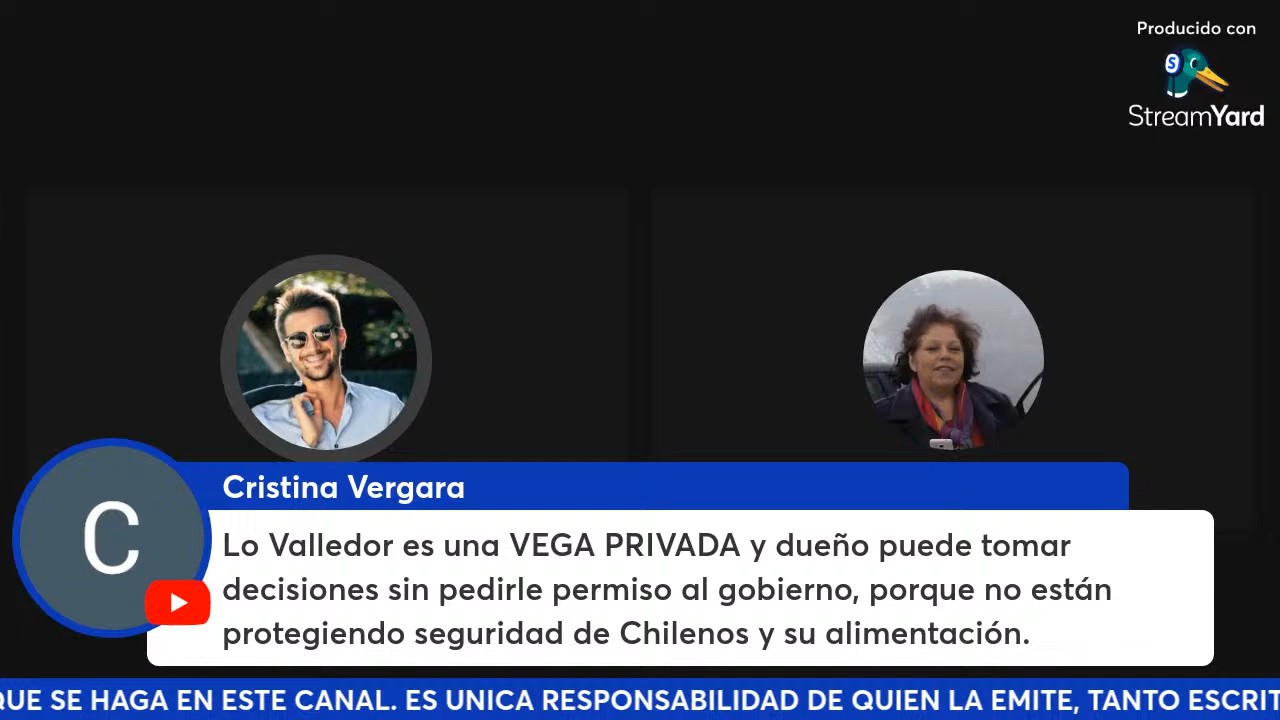 Producido con
S
StreamYard
C
Cristina Vergara
Lo Valledor es una VEGA PRIVADA y dueño puede tomar
decisiones sin pedirle permiso al gobierno, porque no están
protegiendo seguridad de Chilenos y su alimentación.
QUE SE HAGA EN ESTE CANAL. ES UNICA RESPONSABILIDAD DE QUIEN LA EMITE, TANTO ESCRIT